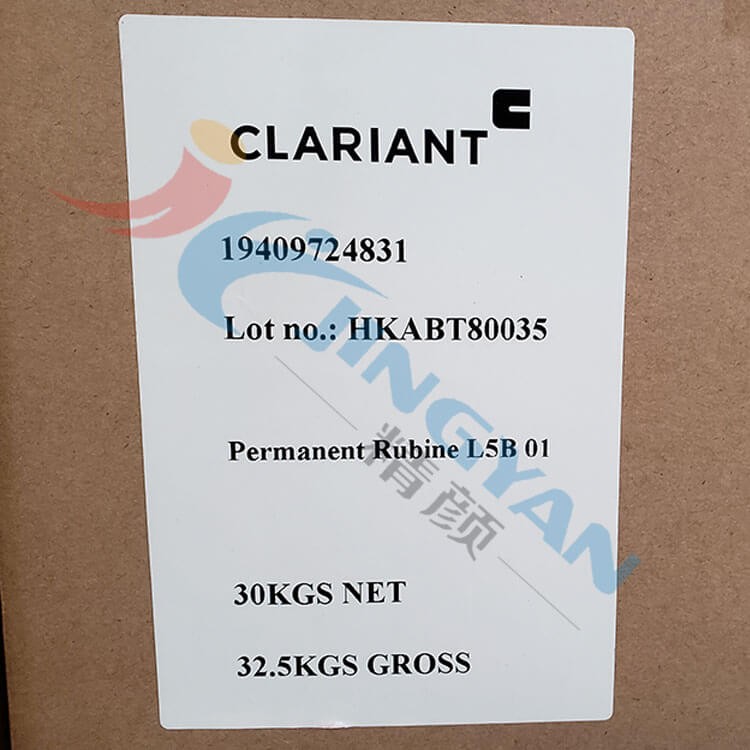 CLARIANT
19409724831
Lot no.: HKABT80035
JINGYAN
精颜
Permanent Rubine L5B 01
30KGS NET
32.5KGS GROSS